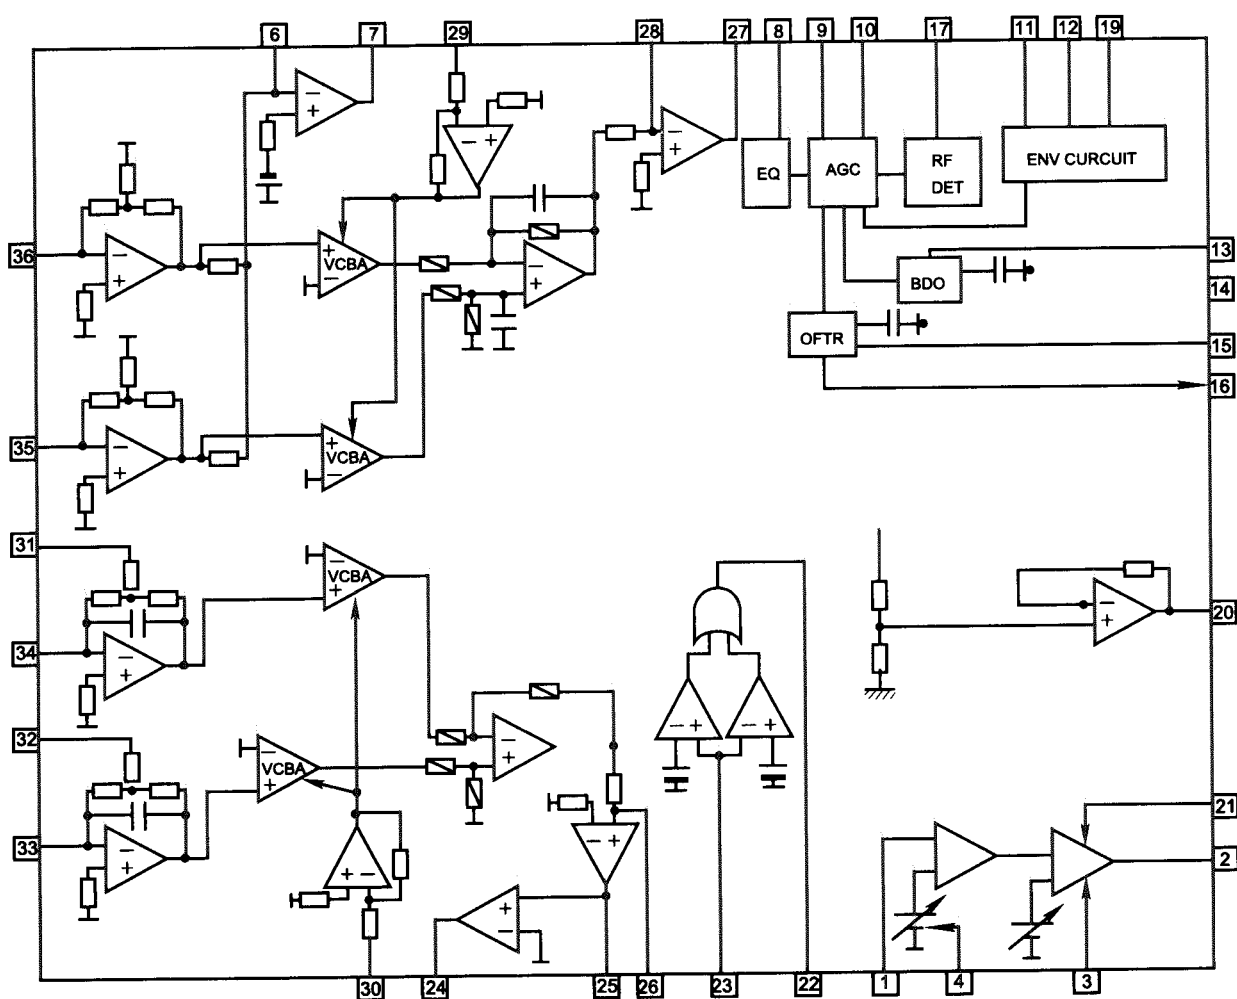 6 7 29 28 27 8 9 10 17 11 12 19
− +
− +
− +
EQ
AGC
RF
DET
ENV CURCUIT
36
− +
+ VCBA −
− +
BDO
13
14
OFTR
15
16
35
− +
+ VCBA −
31
− VCBA +
34
− +
20
− +
− +
− +
32
− VCBA +
− +
33
− +
− +
+ −
+ −
21
2
30 24 25 26 23 22 1 4 3